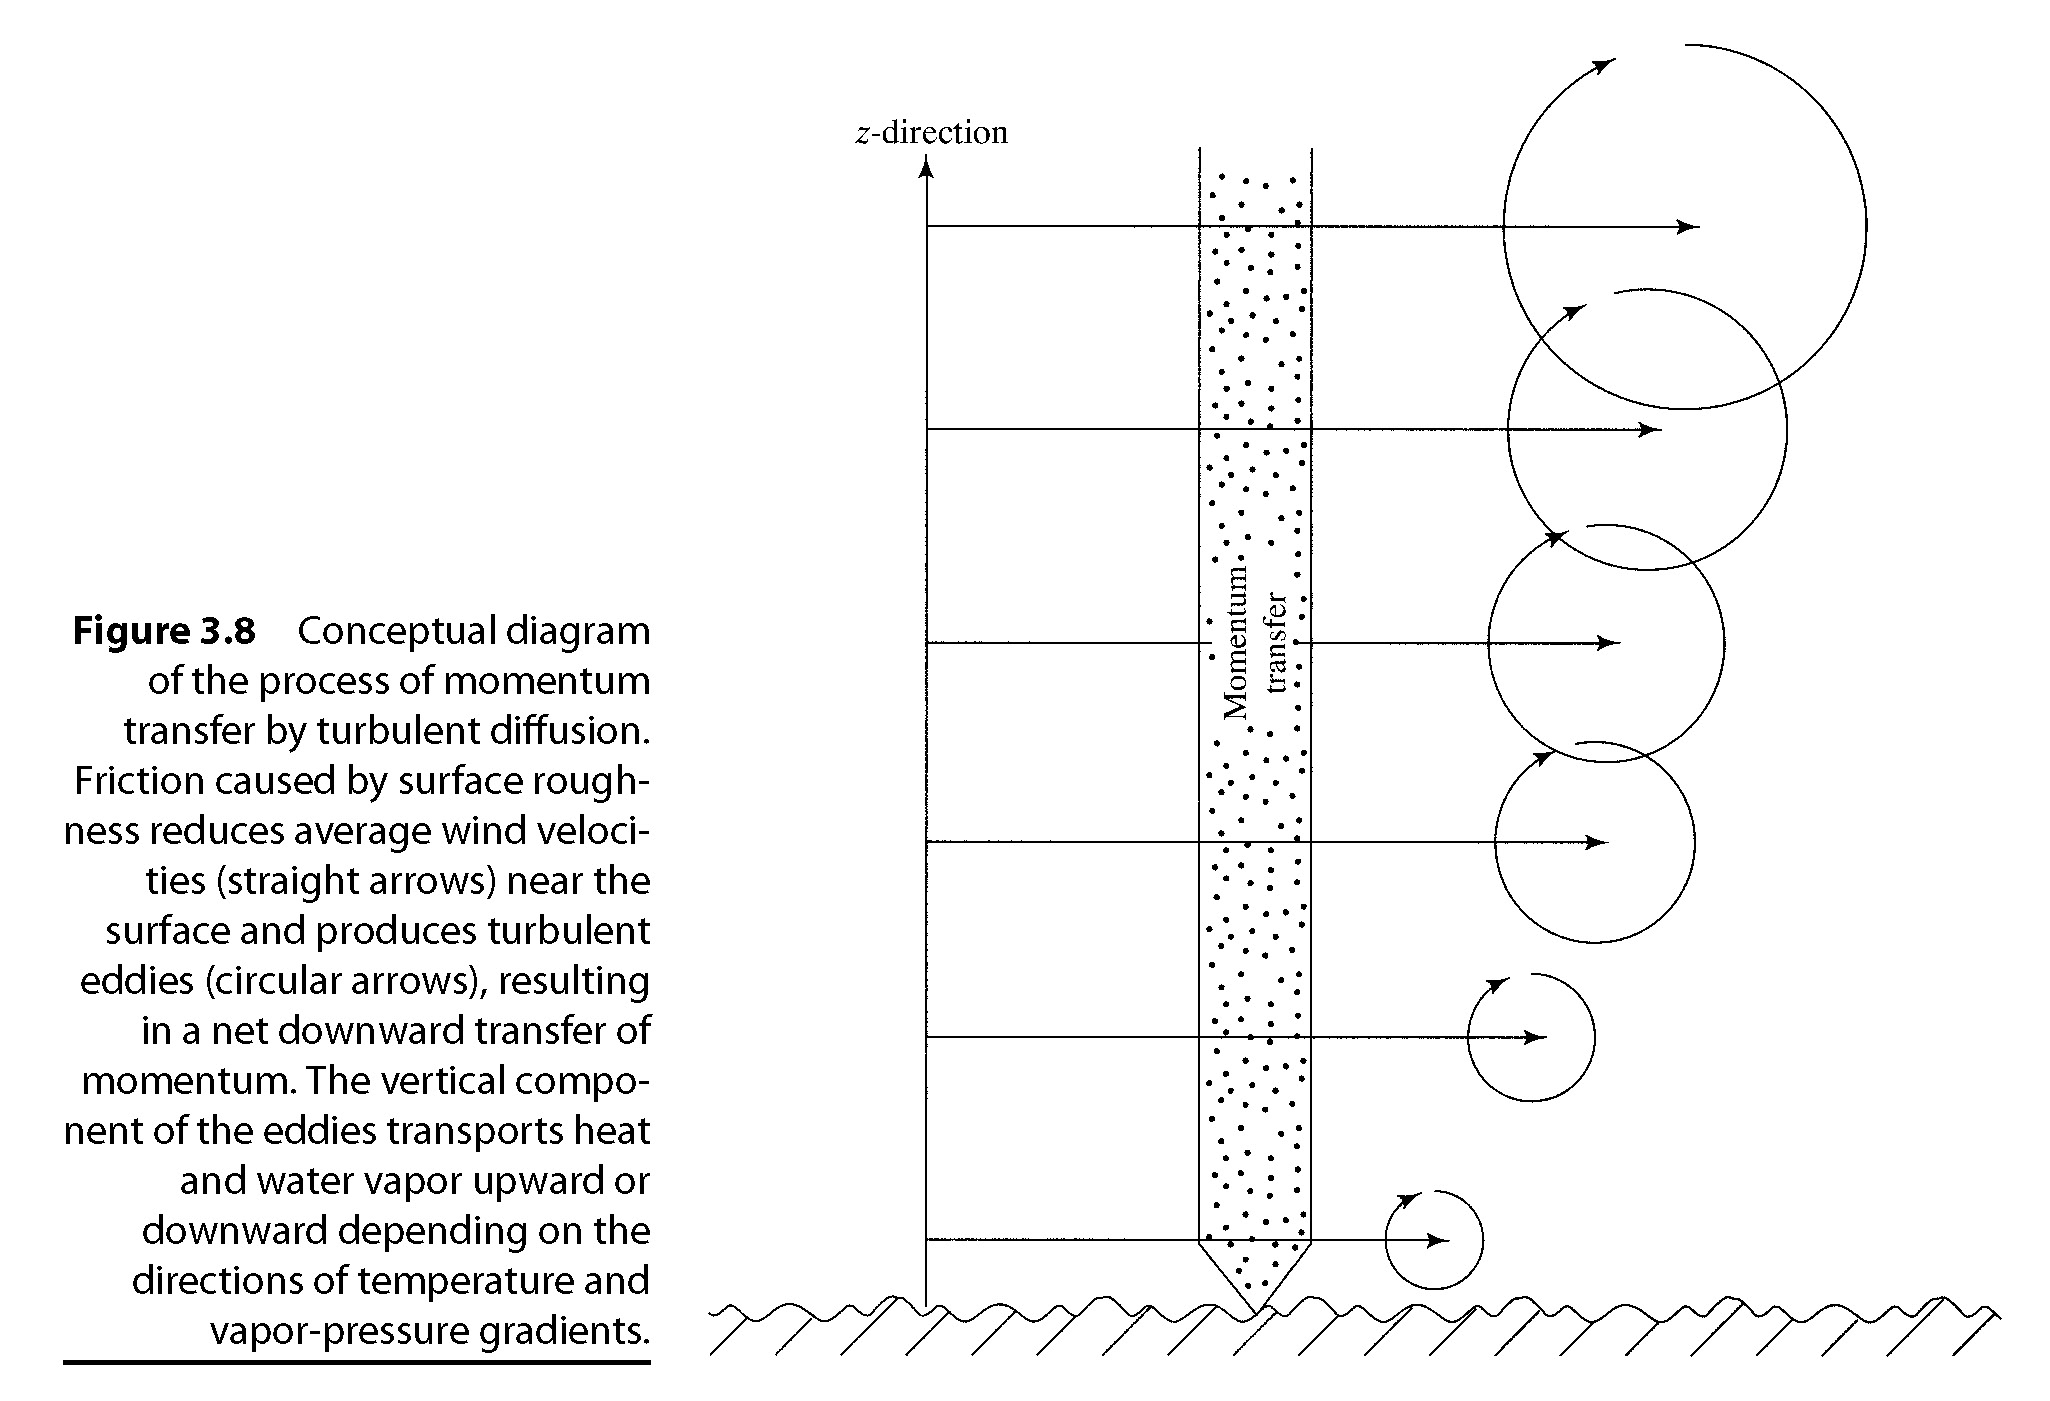 z-direction
Momentum
transfer
Figure 3.8 Conceptual diagram
of the process of momentum
transfer by turbulent diffusion.
Friction caused by surface rough-
ness reduces average wind veloci-
ties (straight arrows) near the
surface and produces turbulent
eddies (circular arrows), resulting
in a net downward transfer of
momentum. The vertical compo-
nent of the eddies transports heat
and water vapor upward or
downward depending on the
directions of temperature and
vapor-pressure gradients.